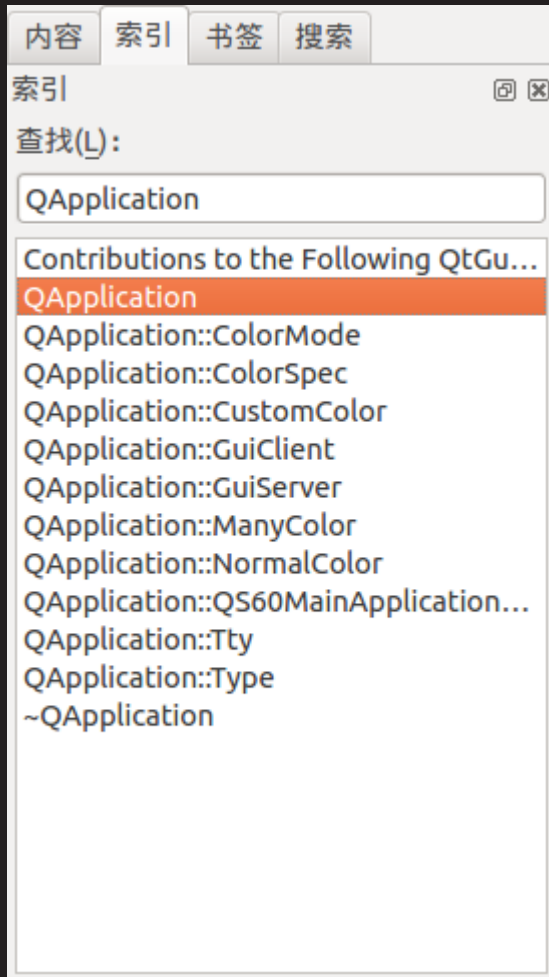 内容 索引 书签 搜索
索引
查找(L):
QApplication
Contributions to the Following QtGu...
QApplication
QApplication::ColorMode
QApplication::ColorSpec
QApplication::CustomColor
QApplication::GuiClient
QApplication::GuiServer
QApplication::ManyColor
QApplication::NormalColor
QApplication::QS60MainApplication...
QApplication::Tty
QApplication::Type
~QApplication